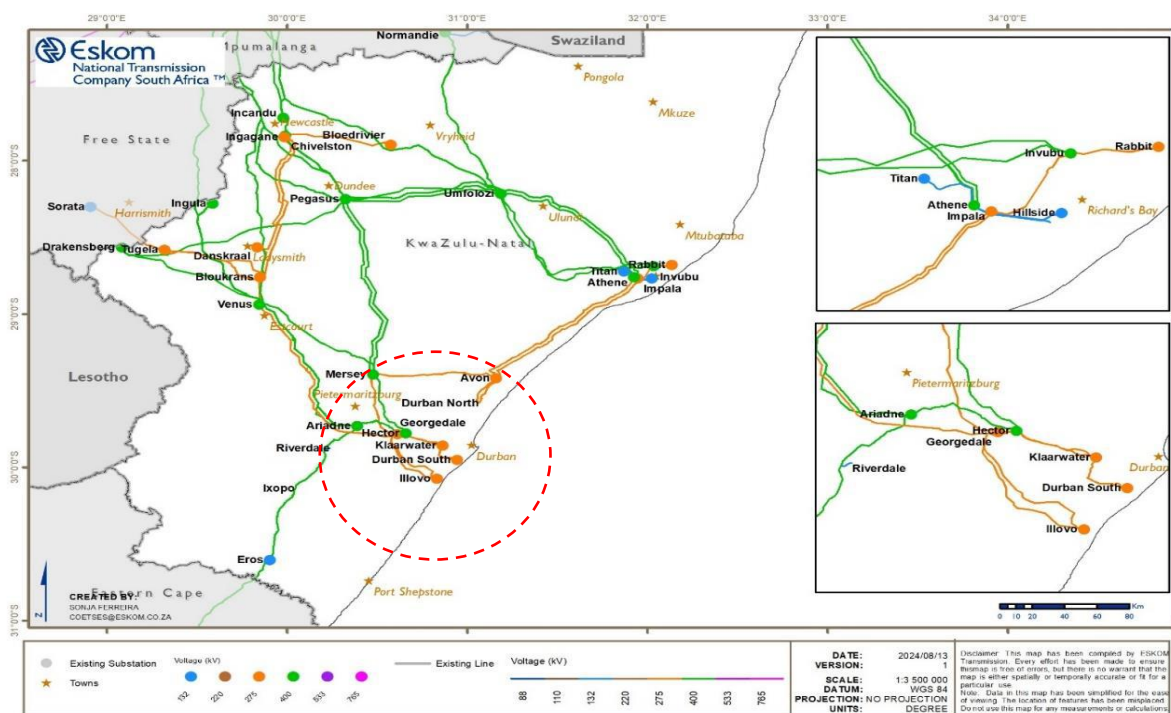 29°0'0"E
30°0'0"E
31°0'0"E
32°0'0"E
33°0'0"E
34°0'0"E
Eskom
National Transmission
Company South Africa ™
Mpumalanga
Normandie
Swaziland
Pongola
Mkuze
Incandu
Newcastle
Ingagane
Bloedrivier
Chivelston
Vryheid
Free State
28°0'0"S
Dundee
Sorata
Harrismith
Ingula
Pegasus
Umfolozi
Ulundi
Mtubatuba
Drakensberg
Tugela
Danskraal
Ladysmith
KwaZulu-Natal
Bloukrans
Rabbit
Titan
Athene
Invubu
Impala
Venus
29°0'0"S
Estcourt
Lesotho
Mersey
Avon
Pietermaritzburg
Durban North
Ariadne
Georgedale
Hector
Riverdale
Klaarwater
Durban
Durban South
30°0'0"S
Illovo
Ixopo
Eros
Port Shepstone
Eastern Cape
CREATED BY:
SONJA FERREIRA
COETSES@ESKOM.CO.ZA
N
31°0'0"S
Invubu
Rabbit
Titan
Athene
Impala
Hillside
Richard's Bay
Pietermaritzburg
Ariadne
Hector
Georgedale
Klaarwater
Durban
Riverdale
Durban South
Illovo
0 10 20 40 60 80 Km
Existing Substation
Towns
Voltage (kV)
132
220
275
400
533
765
Existing Line
Voltage (kV)
88
110
132
220
275
400
533
765
DATE: 2024/08/13
VERSION: 1
SCALE: 1:3 500 000
DATUM: WGS 84
PROJECTION: NO PROJECTION
UNITS: DEGREE
Disclaimer: This map has been compiled by ESKOM
Transmission. Every effort has been made to ensure
thismap is free of errors, but there is no warrant that the
map is either spatially or temporally accurate or fit for a
particular use.
Note: Data in this map has been simplified for the ease
of viewing. The location of features has been misplaced.
Do not use this map for any measurements or calculations